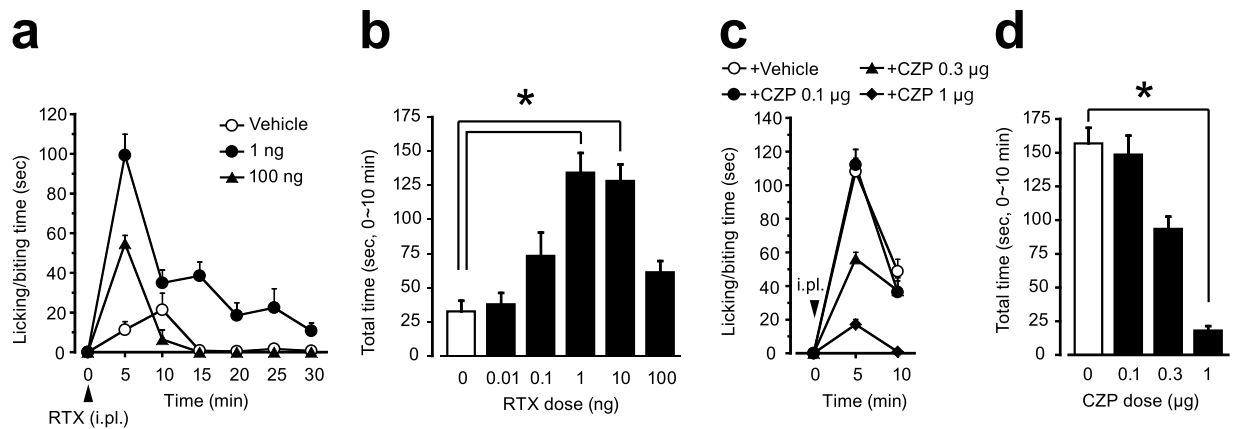 a
Licking/biting time (sec)
120
100
80
60
40
20
0
Vehicle
1 ng
100 ng
0 5 10 15 20 25 30
Time (min)
RTX (i.pl.)
b
Total time (sec, 0~10 min)
175
150
125
100
75
50
25
0
*
0 0.01 0.1 1 10 100
RTX dose (ng)
c
+Vehicle +CZP 0.3 µg
+CZP 0.1 µg +CZP 1 µg
Licking/biting time (sec)
140
120
100
80
60
40
20
0
i.pl.
0 5 10
Time (min)
d
Total time (sec, 0~10 min)
175
150
125
100
75
50
25
0
*
0 0.1 0.3 1
CZP dose (µg)